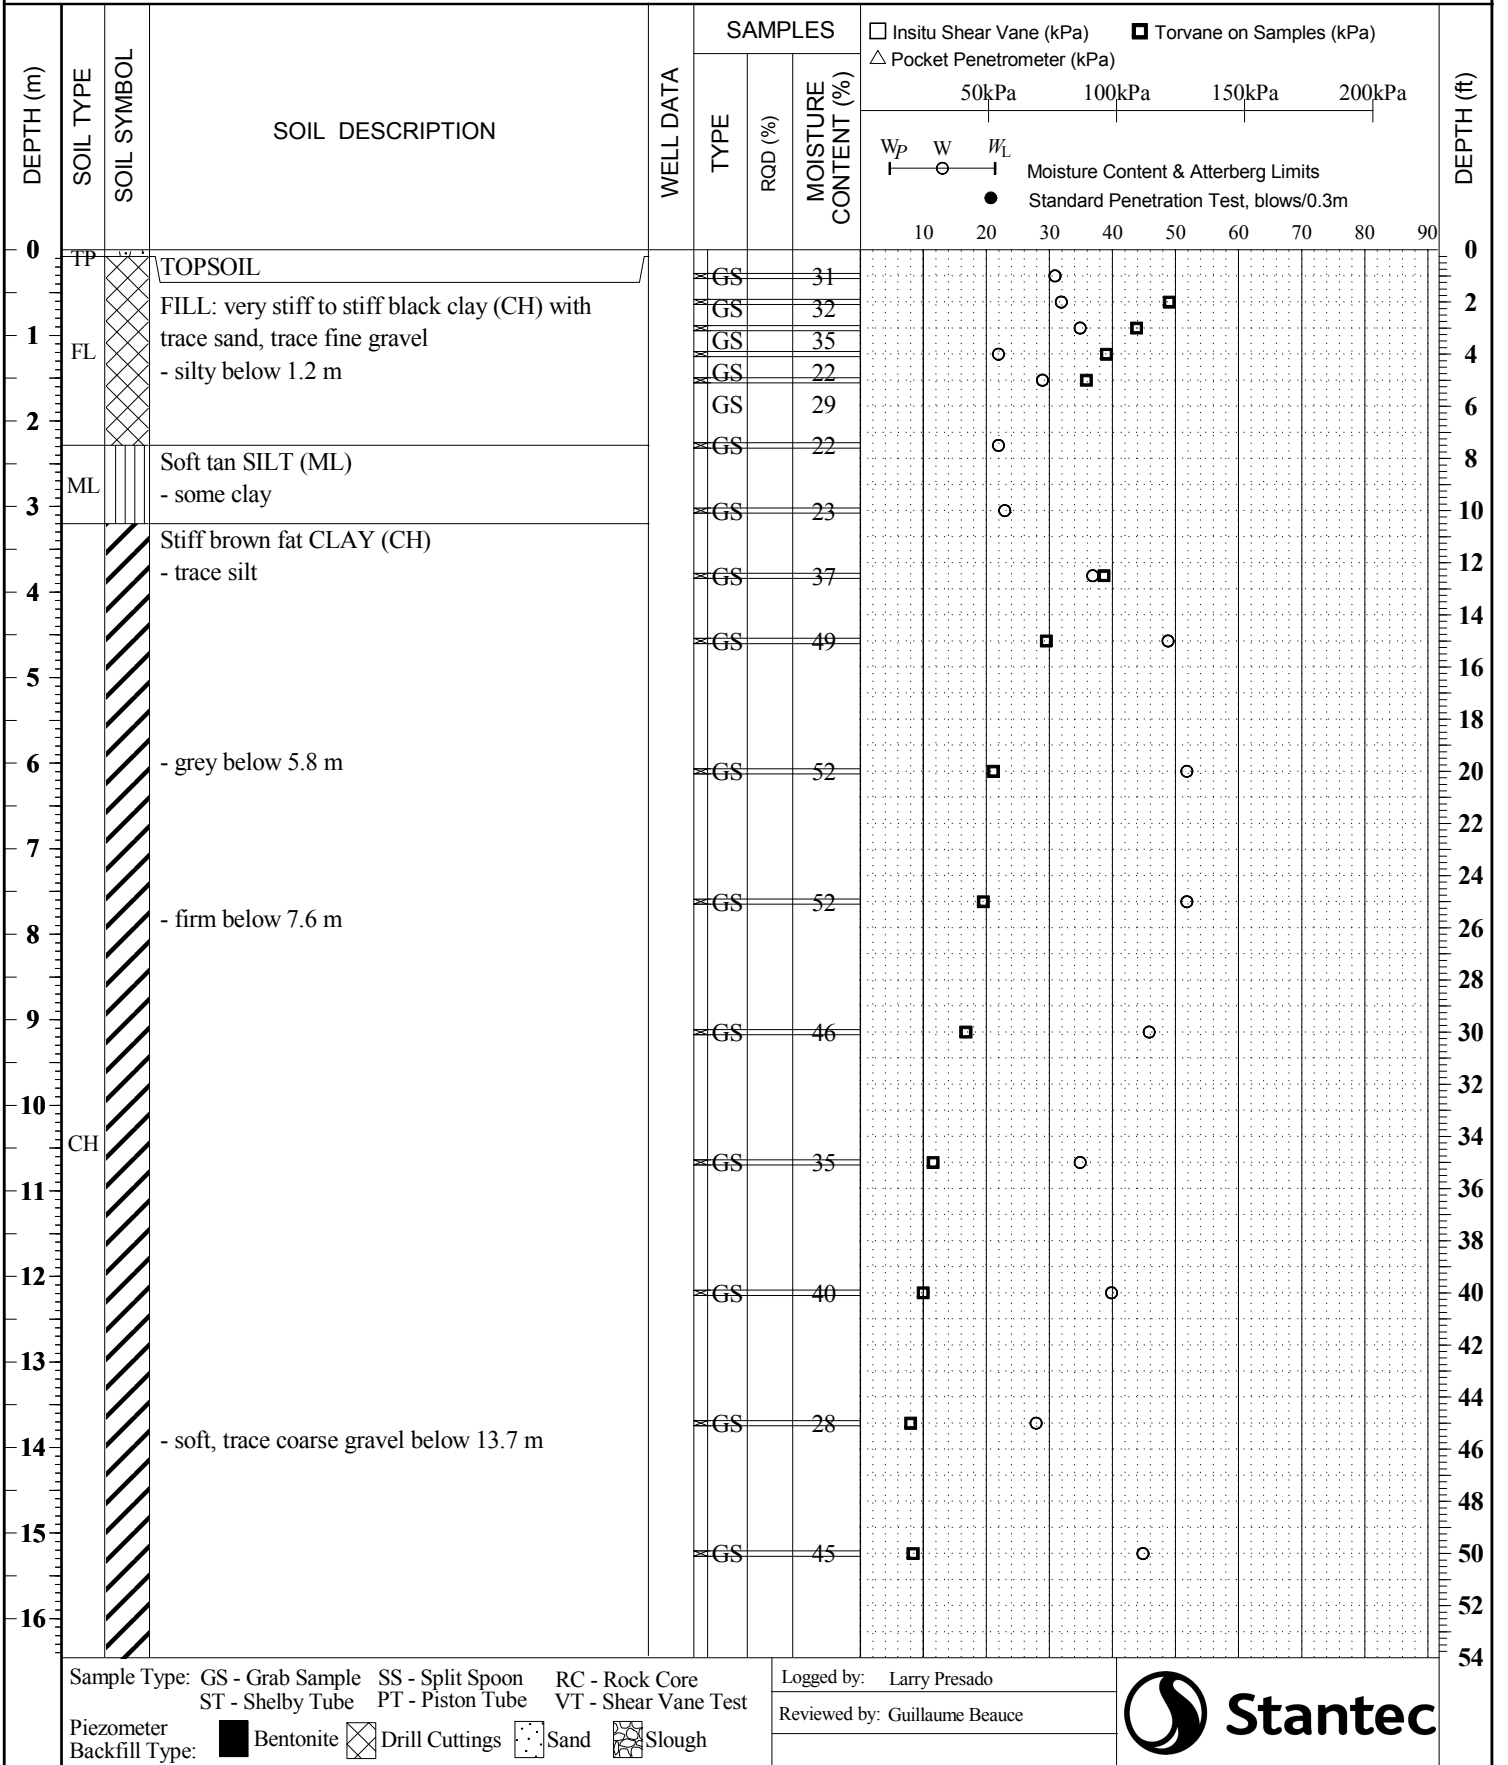 DEPTH (m)
SOIL TYPE
SOIL SYMBOL
SOIL DESCRIPTION
WELL DATA
SAMPLES
TYPE
RQD (%)
MOISTURE CONTENT (%)
Insitu Shear Vane (kPa) Torvane on Samples (kPa)
Pocket Penetrometer (kPa)
50kPa 100kPa 150kPa 200kPa
WP W WL
Moisture Content & Atterberg Limits
Standard Penetration Test, blows/0.3m
10 20 30 40 50 60 70 80 90
DEPTH (ft)
0
1
2
3
4
5
6
7
8
9
10
11
12
13
14
15
16
TP
FL
ML
CH
TOPSOIL
FILL: very stiff to stiff black clay (CH) with
trace sand, trace fine gravel
- silty below 1.2 m
Soft tan SILT (ML)
- some clay
Stiff brown fat CLAY (CH)
- trace silt
- grey below 5.8 m
- firm below 7.6 m
- soft, trace coarse gravel below 13.7 m
GS 31
GS 32
GS 35
GS 22
GS 29
GS 22
GS 23
GS 37
GS 49
GS 52
GS 52
GS 46
GS 35
GS 40
GS 28
GS 45
0
2
4
6
8
10
12
14
16
18
20
22
24
26
28
30
32
34
36
38
40
42
44
46
48
50
52
54
Sample Type: GS - Grab Sample SS - Split Spoon RC - Rock Core
ST - Shelby Tube PT - Piston Tube VT - Shear Vane Test
Piezometer
Backfill Type: Bentonite Drill Cuttings Sand Slough
Logged by: Larry Presado
Reviewed by: Guillaume Beauce
Stantec